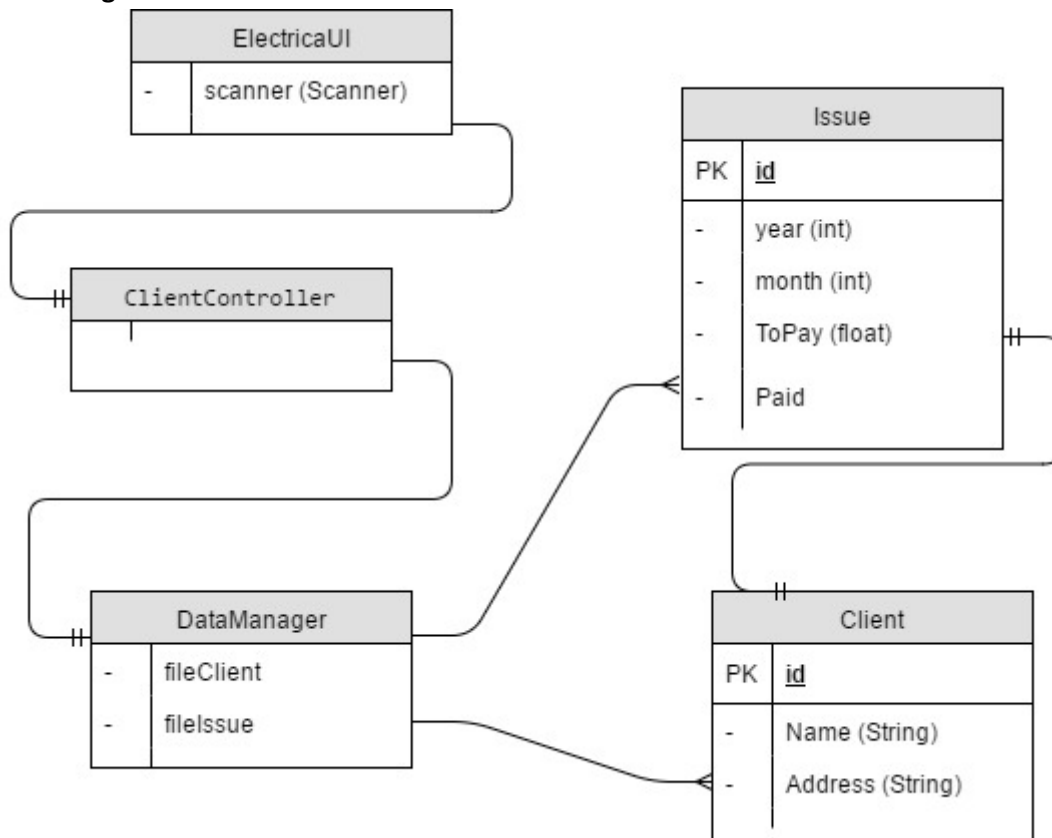 ElectricaUI
- scanner (Scanner)
Issue
PK id
- year (int)
- month (int)
- ToPay (float)
- Paid
ClientController
DataManager
- fileClient
- fileIssue
Client
PK id
- Name (String)
- Address (String)